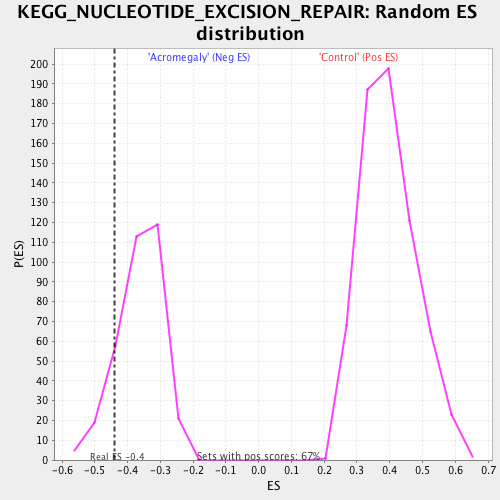 KEGG_NUCLEOTIDE_EXCISION_REPAIR: Random ES
distribution
'Acromegaly' (Neg ES)
'Control' (Pos ES)
200
190
180
170
160
150
140
130
120
110
100
90
80
70
60
50
40
30
20
10
0
P(ES)
Real ES -0.4
Sets with pos scores: 67%
-0.6 -0.5 -0.4 -0.3 -0.2 -0.1 0.0 0.1 0.2 0.3 0.4 0.5 0.6 0.7
ES